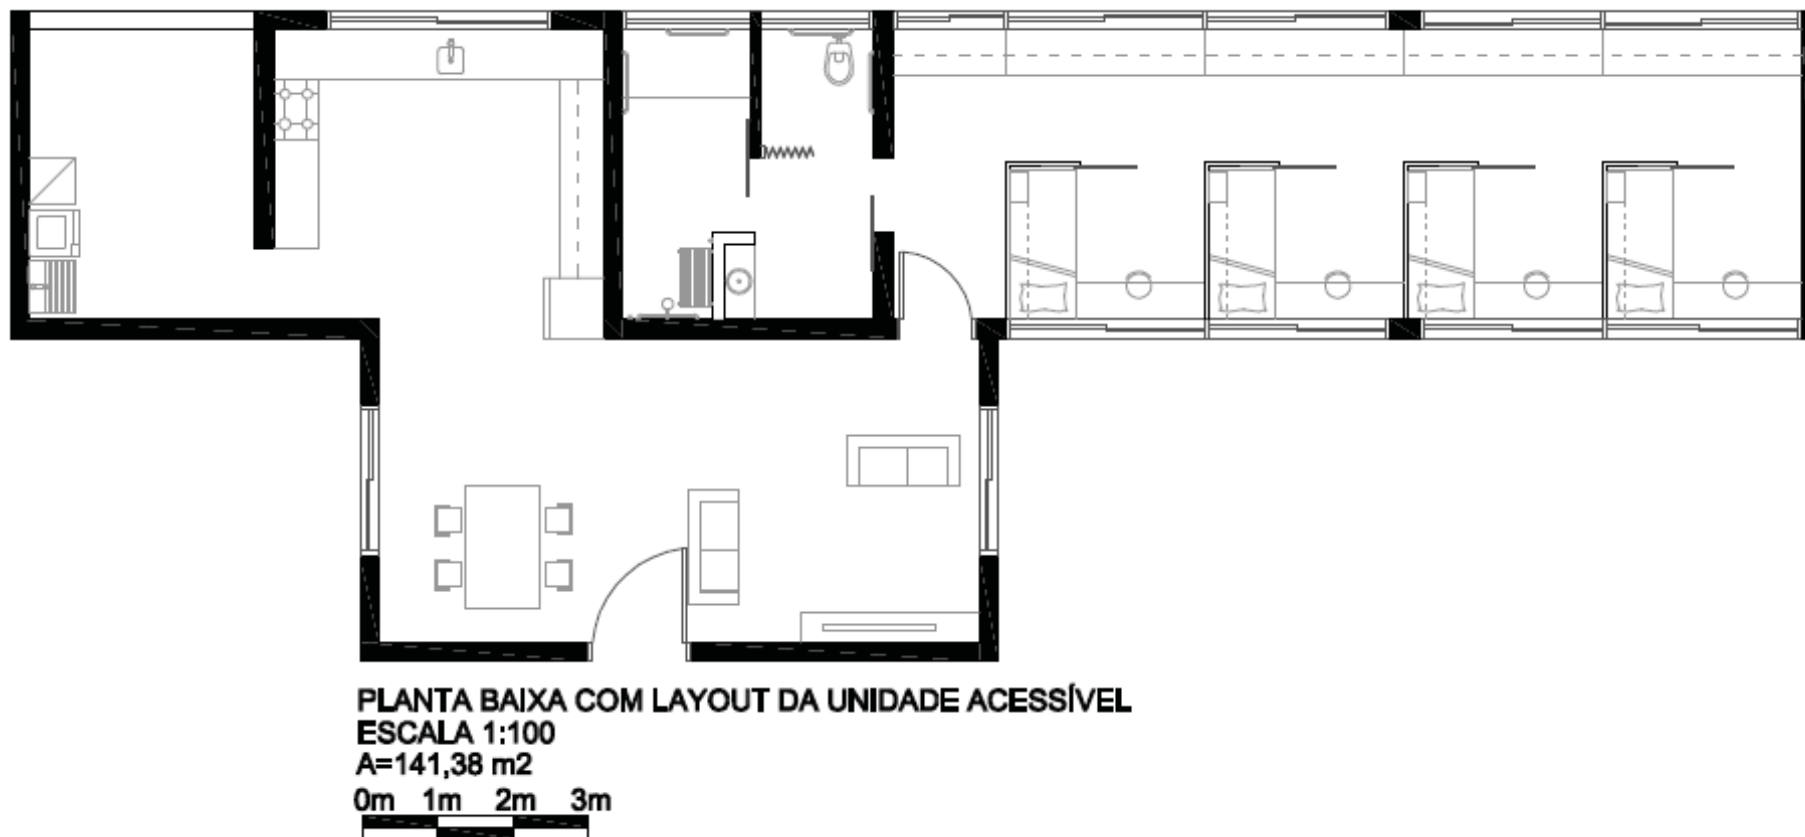 PLANTA BAIXA COM LAYOUT DA UNIDADE ACESSÍVEL
ESCALA 1:100
A=141,38 m2
0m 1m 2m 3m